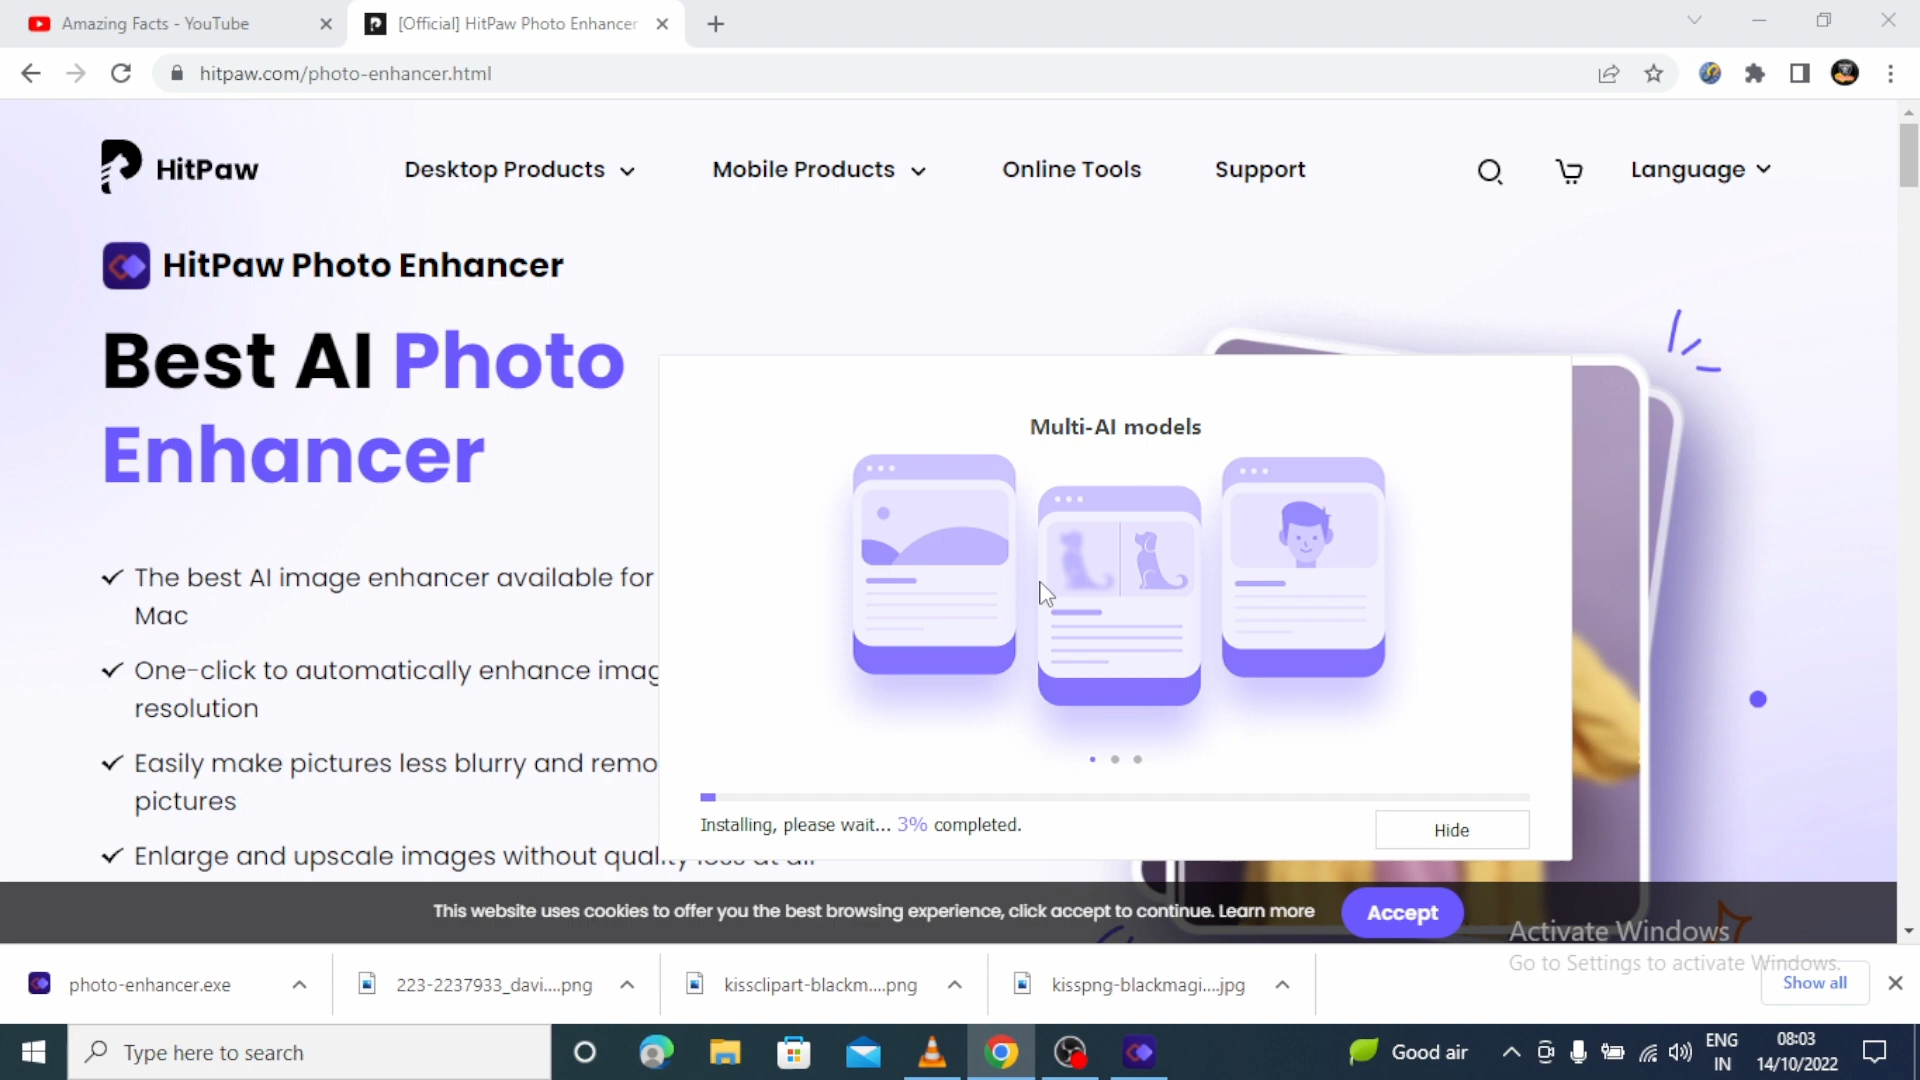 Amazing Facts - YouTube
[Official] HitPaw Photo Enhancer
hitpaw.com/photo-enhancer.html
HitPaw
Desktop Products
Mobile Products
Online Tools
Support
Language
HitPaw Photo Enhancer
Best AI Photo
Enhancer
The best AI image enhancer available for
Mac
One-click to automatically enhance imag
resolution
Easily make pictures less blurry and remo
pictures
Enlarge and upscale images without quality loss at all
Multi-AI models
Installing, please wait... 3% completed.
Hide
This website uses cookies to offer you the best browsing experience, click accept to continue. Learn more
Accept
Activate Windows
Go to Settings to activate Windows.
photo-enhancer.exe
223-2237933_davi....png
kissclipart-blackm....png
kisspng-blackmagi....jpg
Show all
Type here to search
Good air
ENG
IN
08:03
14/10/2022